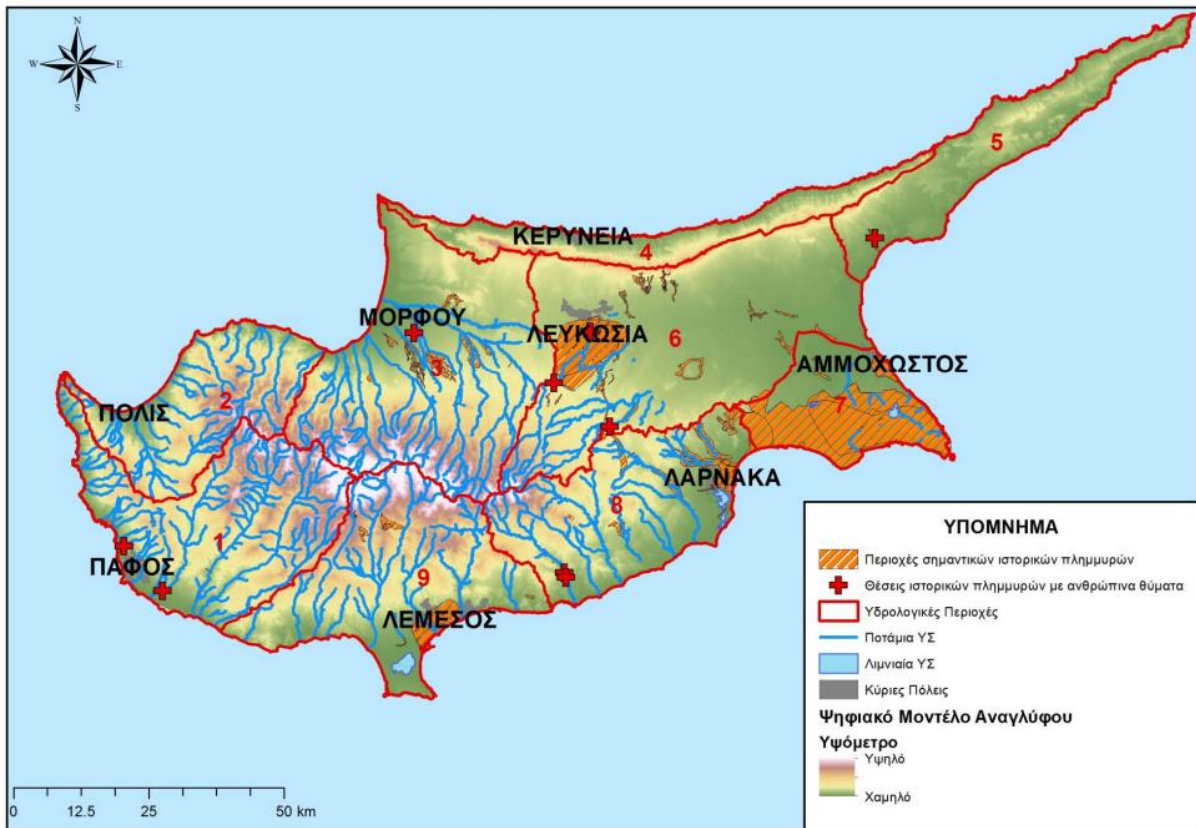 N
W E
S
5
ΚΕΡΥΝΕΙΑ
4
ΜΟΡΦΟΥ
ΛΕΥΚΩΣΙΑ
6
3
ΑΜΜΟΧΩΣΤΟΣ
ΠΟΛΙΣ
2
7
ΛΑΡΝΑΚΑ
8
1
ΠΑΦΟΣ
9
ΛΕΜΕΣΟΣ
ΥΠΟΜΝΗΜΑ
Περιοχές σημαντικών ιστορικών πλημμυρών
Θέσεις ιστορικών πλημμυρών με ανθρώπινα θύματα
Υδρολογικές Περιοχές
Ποτάμια ΥΣ
Λιμνιαία ΥΣ
Κύριες Πόλεις
Ψηφιακό Μοντέλο Αναγλύφου
Υψόμετρο
Υψηλό
Χαμηλό
0 12.5 25 50 km